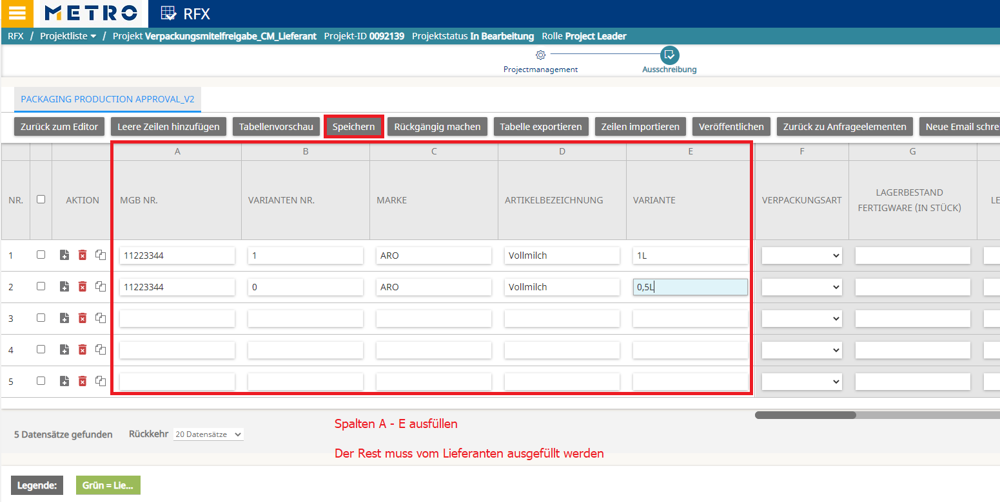 METRO RFX
RFX / Projektliste / Projekt Verpackungsmitelfreigabe_CM_Lieferant Projekt-ID 0092139 Projektstatus In Bearbeitung Rolle Project Leader
Projectmanagement Ausschreibung
PACKAGING PRODUCTION APPROVAL_V2
Zurück zum Editor Leere Zeilen hinzufügen Tabellenvorschau Speichern Rückgängig machen Tabelle exportieren Zeilen importieren Veröffentlichen Zurück zu Anfrageelementen Neue Email schre
A B C D E F G
NR. AKTION MGB NR. VARIANTEN NR. MARKE ARTIKELBEZEICHNUNG VARIANTE VERPACKUNGSART LAGERBESTAND FERTIGWARE (IN STÜCK) LE
1 11223344 1 ARO Vollmilch 1L
2 11223344 0 ARO Vollmilch 0,5L
3
4
5
Spalten A - E ausfüllen
5 Datensätze gefunden Rückkehr 20 Datensätze
Der Rest muss vom Lieferanten ausgefüllt werden
Legende: Grün = Lie...